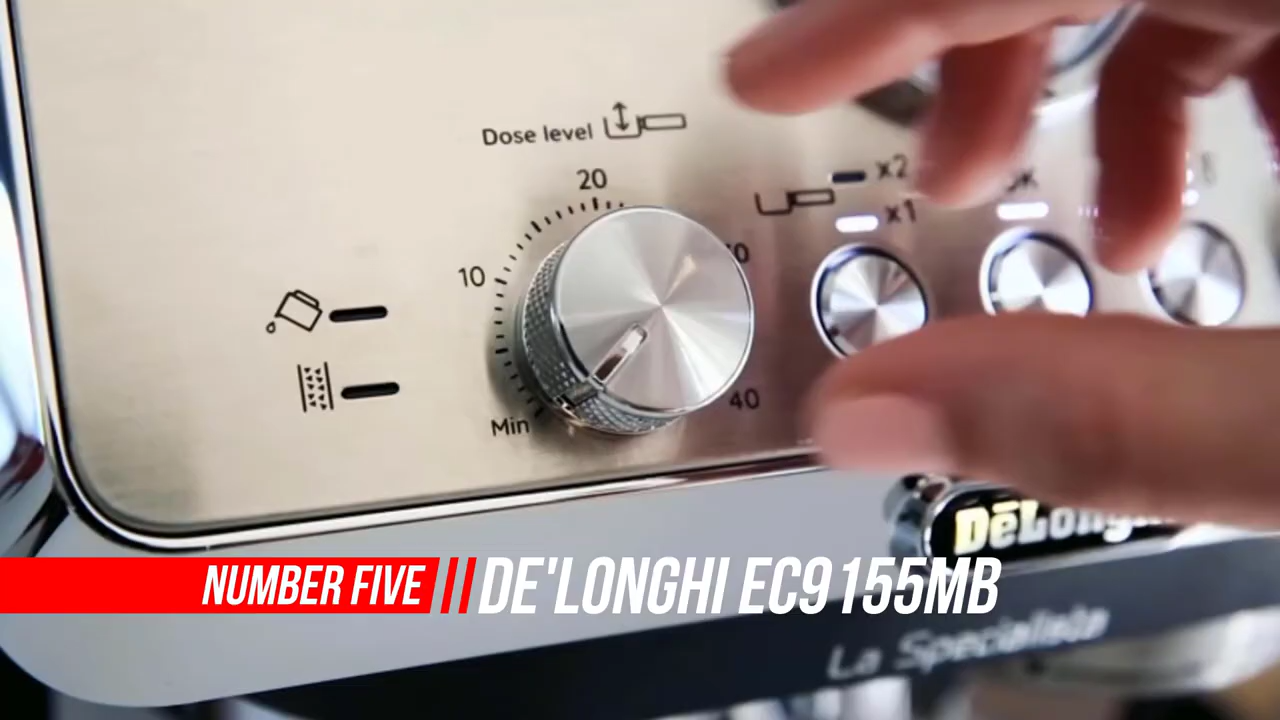 Dose level
20
x2
x1
10
40
Min
DēLonghi
NUMBER FIVE
DE'LONGHI EC9155MB
La Specialista